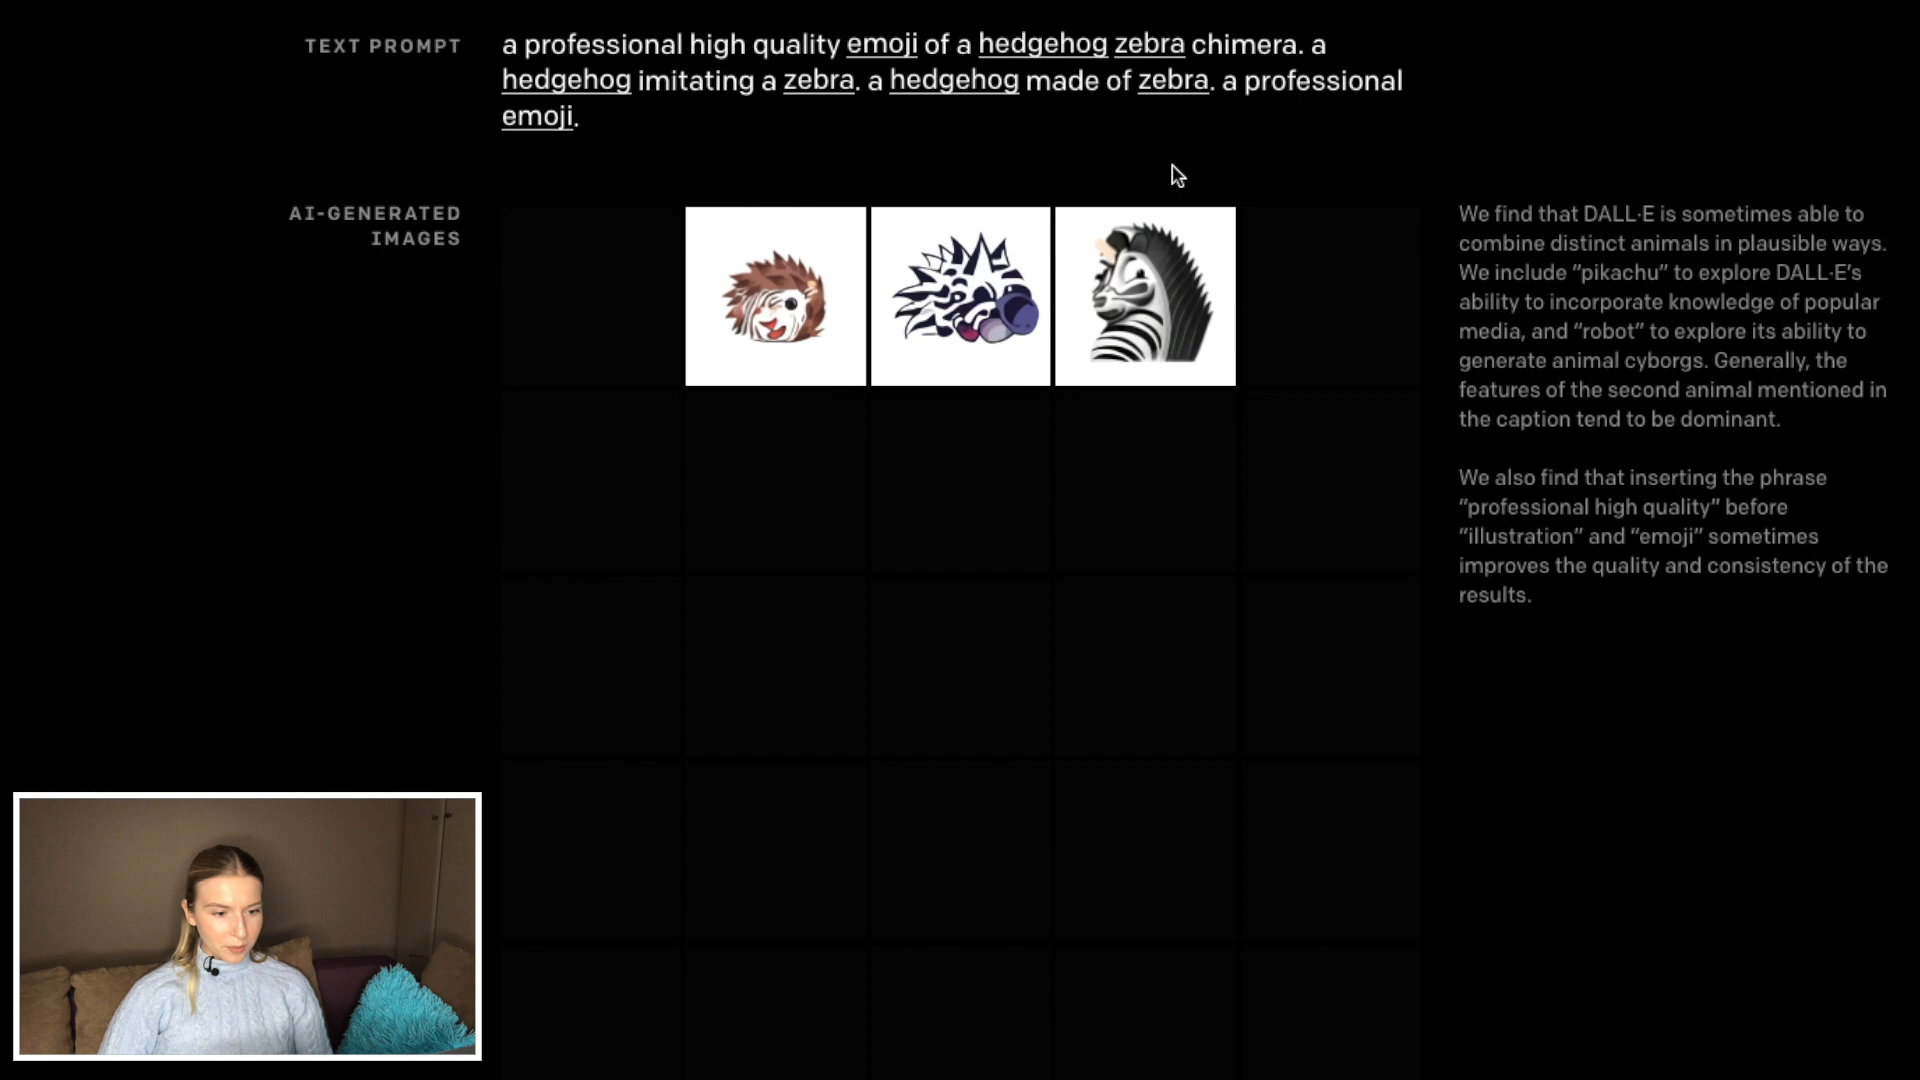 TEXT PROMPT
a professional high quality emoji of a hedgehog zebra chimera. a
hedgehog imitating a zebra. a hedgehog made of zebra. a professional
emoji.
AI-GENERATED
IMAGES
We find that DALL·E is sometimes able to
combine distinct animals in plausible ways.
We include “pikachu” to explore DALL·E’s
ability to incorporate knowledge of popular
media, and “robot” to explore its ability to
generate animal cyborgs. Generally, the
features of the second animal mentioned in
the caption tend to be dominant.
We also find that inserting the phrase
“professional high quality” before
“illustration” and “emoji” sometimes
improves the quality and consistency of the
results.